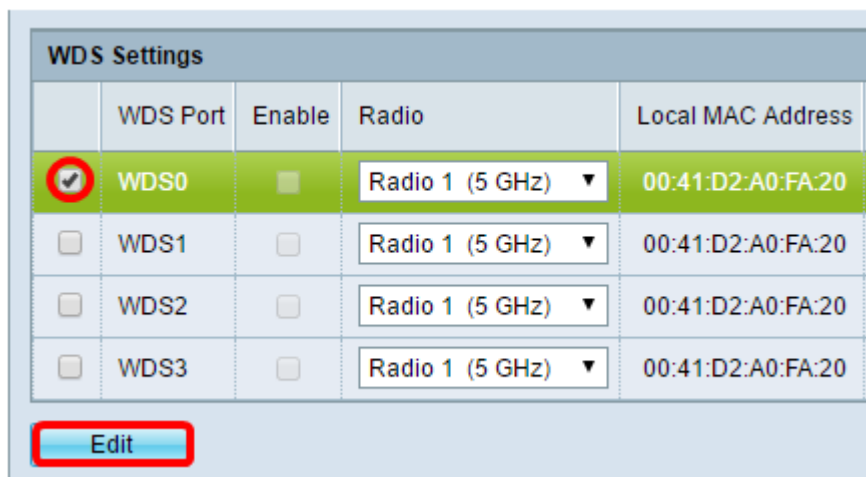 WDS Settings
WDS Port Enable Radio Local MAC Address
WDS0 Radio 1 (5 GHz) 00:41:D2:A0:FA:20
WDS1 Radio 1 (5 GHz) 00:41:D2:A0:FA:20
WDS2 Radio 1 (5 GHz) 00:41:D2:A0:FA:20
WDS3 Radio 1 (5 GHz) 00:41:D2:A0:FA:20
Edit